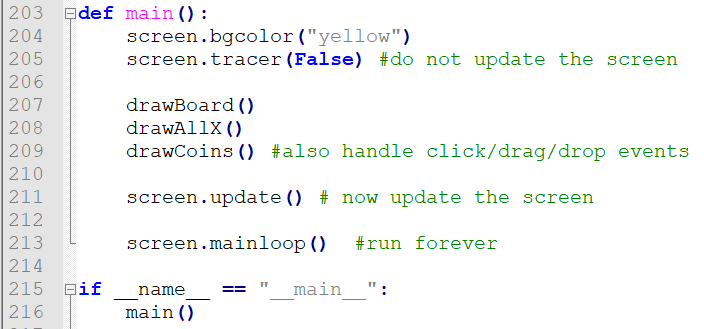 203 def main():
204     screen.bgcolor("yellow")
205     screen.tracer(False) #do not update the screen
206
207     drawBoard()
208     drawAllX()
209     drawCoins() #also handle click/drag/drop events
210
211     screen.update() # now update the screen
212
213     screen.mainloop()  #run forever
214
215 if __name__ == "__main__":
216     main()